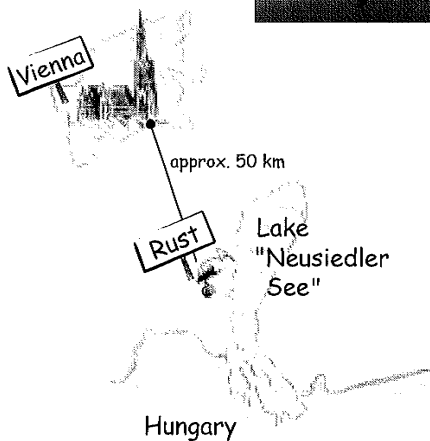 Vienna
approx. 50 km
Rust
Lake
"Neusiedler
See"
Hungary